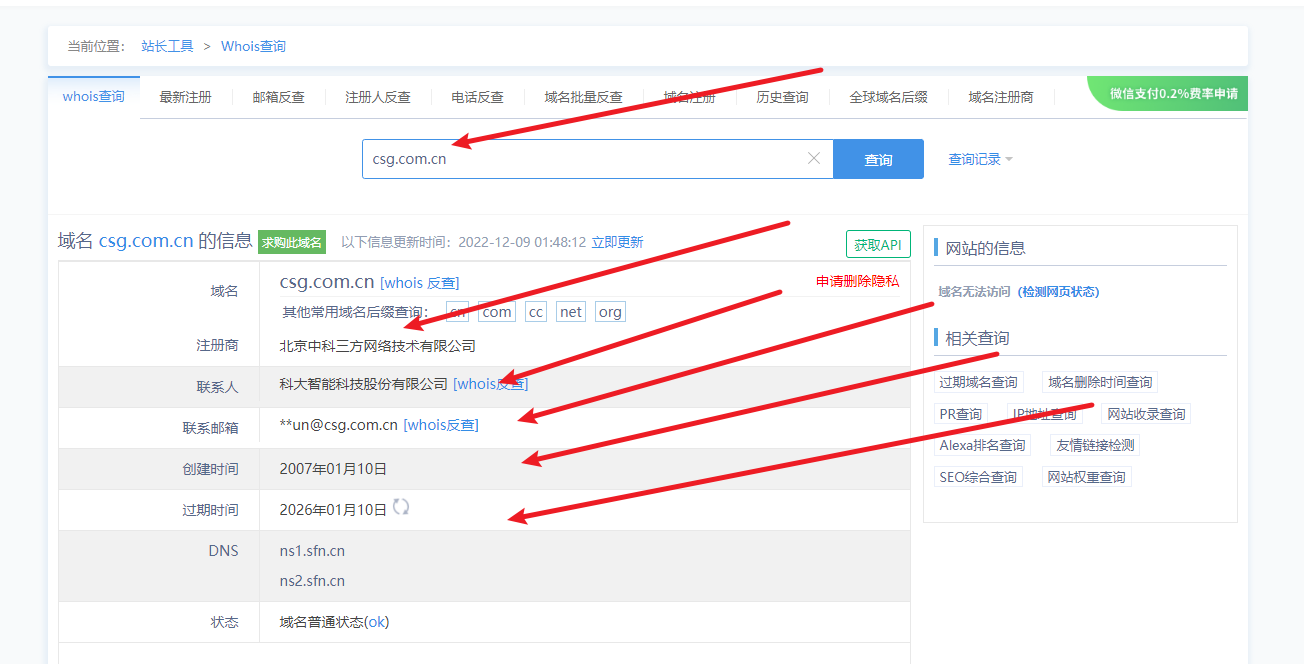 当前位置： 站长工具 > Whois查询
whois查询 最新注册 邮箱反查 注册人反查 电话反查 域名批量反查 域名注册 历史查询 全球域名后缀 域名注册商 微信支付0.2%费率申请
csg.com.cn 查询 查询记录
域名 csg.com.cn 的信息 求购此域名 以下信息更新时间：2022-12-09 01:48:12 立即更新 获取API
域名 csg.com.cn [whois 反查] 申请删除隐私
其他常用域名后缀查询： cn com cc net org
注册商 北京中科三方网络技术有限公司
联系人 科大智能科技股份有限公司 [whois反查]
联系邮箱 **un@csg.com.cn [whois反查]
创建时间 2007年01月10日
过期时间 2026年01月10日
DNS ns1.sfn.cn
ns2.sfn.cn
状态 域名普通状态(ok)
网站的信息
域名无法访问 (检测网页状态)
相关查询
过期域名查询 域名删除时间查询
PR查询 IP地址查询 网站收录查询
Alexa排名查询 友情链接检测
SEO综合查询 网站权重查询